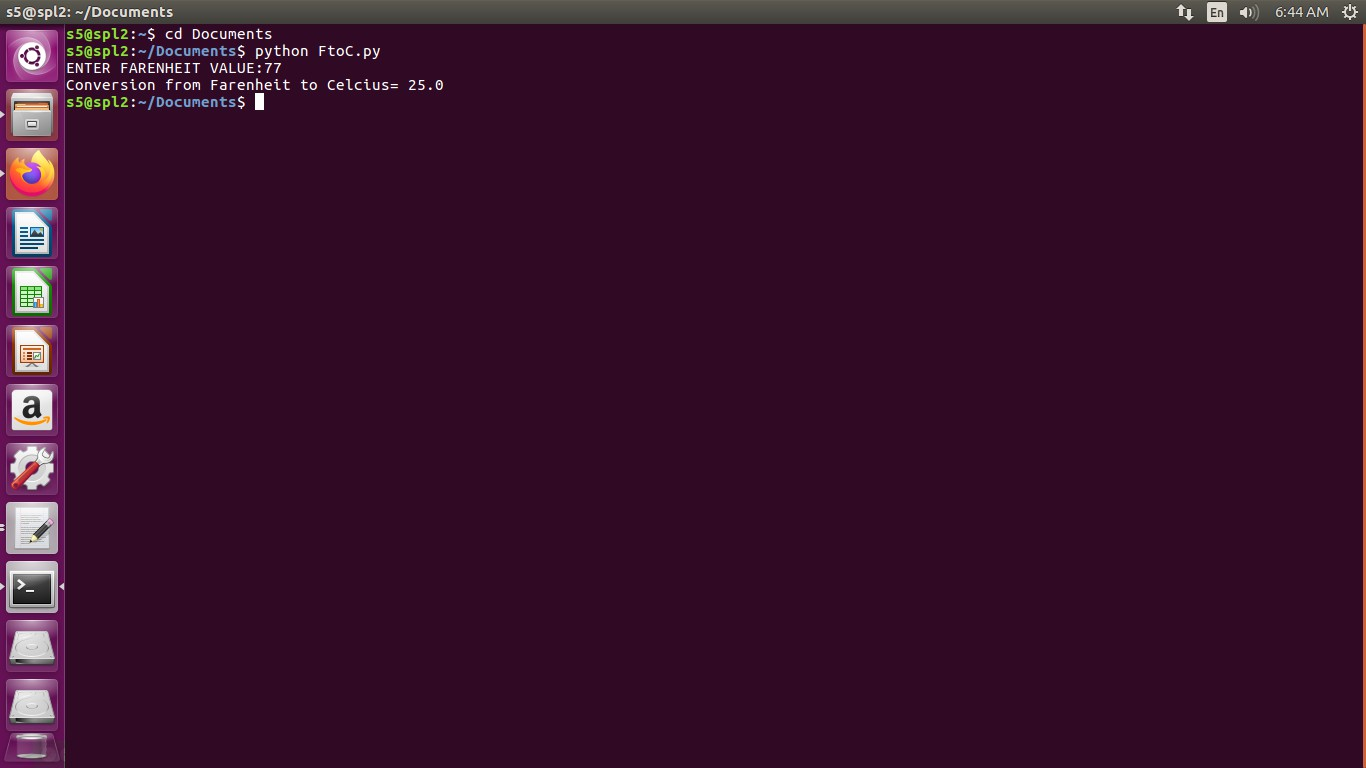 s5@spl2: ~/Documents
En
6:44 AM
s5@spl2:~$ cd Documents
s5@spl2:~/Documents$ python FtoC.py
ENTER FARENHEIT VALUE:77
Conversion from Farenheit to Celcius= 25.0
s5@spl2:~/Documents$
a
>_